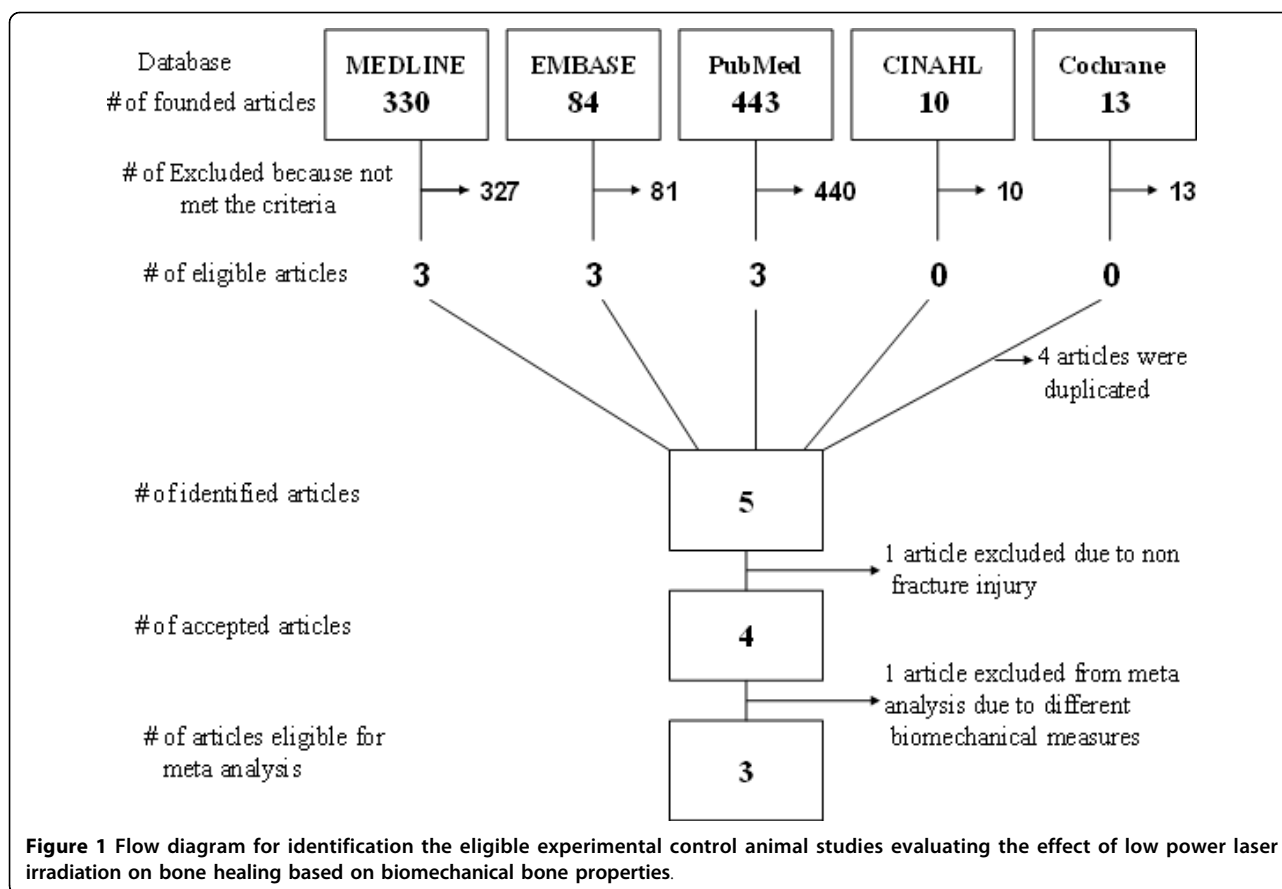 Database
MEDLINE
EMBASE
PubMed
CINAHL
Cochrane
# of founded articles
330
84
443
10
13
# of Excluded because not
met the criteria
327
81
440
10
13
# of eligible articles
3
3
3
0
0
4 articles were
duplicated
# of identified articles
5
1 article excluded due to non
fracture injury
# of accepted articles
4
1 article excluded from meta
analysis due to different
biomechanical measures
# of articles eligible for
meta analysis
3
Figure 1 Flow diagram for identification the eligible experimental control animal studies evaluating the effect of low power laser
irradiation on bone healing based on biomechanical bone properties.